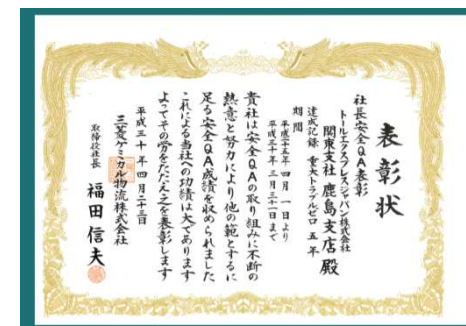 表彰状
社長安全QA表彰
トールエクスプレスジャパン株式会社
関東支社 鹿島支店 殿
達成記録 重大トラブルゼロ 五年
期間 平成二十五年 四月 一日より
平成三十年 三月三十一日まで
貴社は安全QAの取り組みに不断の
熱意と努力により他の範とするに
足る安全QA成績を収められました
これによる当社への功績は大であります
よってその労をたたえ之を表彰します
平成三十年四月二十三日
三菱ケミカル物流株式会社
取締役社長 福田信夫